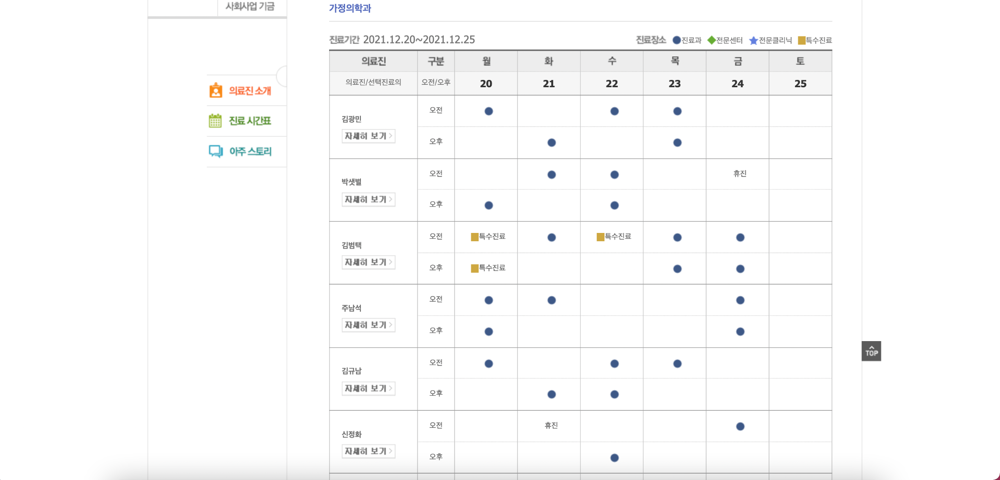 사회사업 기금
의료진 소개
진료 시간표
아주 스토리
가정의학과
진료기간 2021.12.20~2021.12.25
진료장소 진료과 전문센터 전문클리닉 특수진료
의료진 구분 월 화 수 목 금 토
의료진/선택진료의 오전/오후 20 21 22 23 24 25
김광민
자세히 보기
오전
오후
박샛별
자세히 보기
오전 휴진
오후
김범택
자세히 보기
오전 특수진료 특수진료
오후 특수진료
주남석
자세히 보기
오전
오후
김규남
자세히 보기
오전
오후
신정화
자세히 보기
오전 휴진
오후
TOP